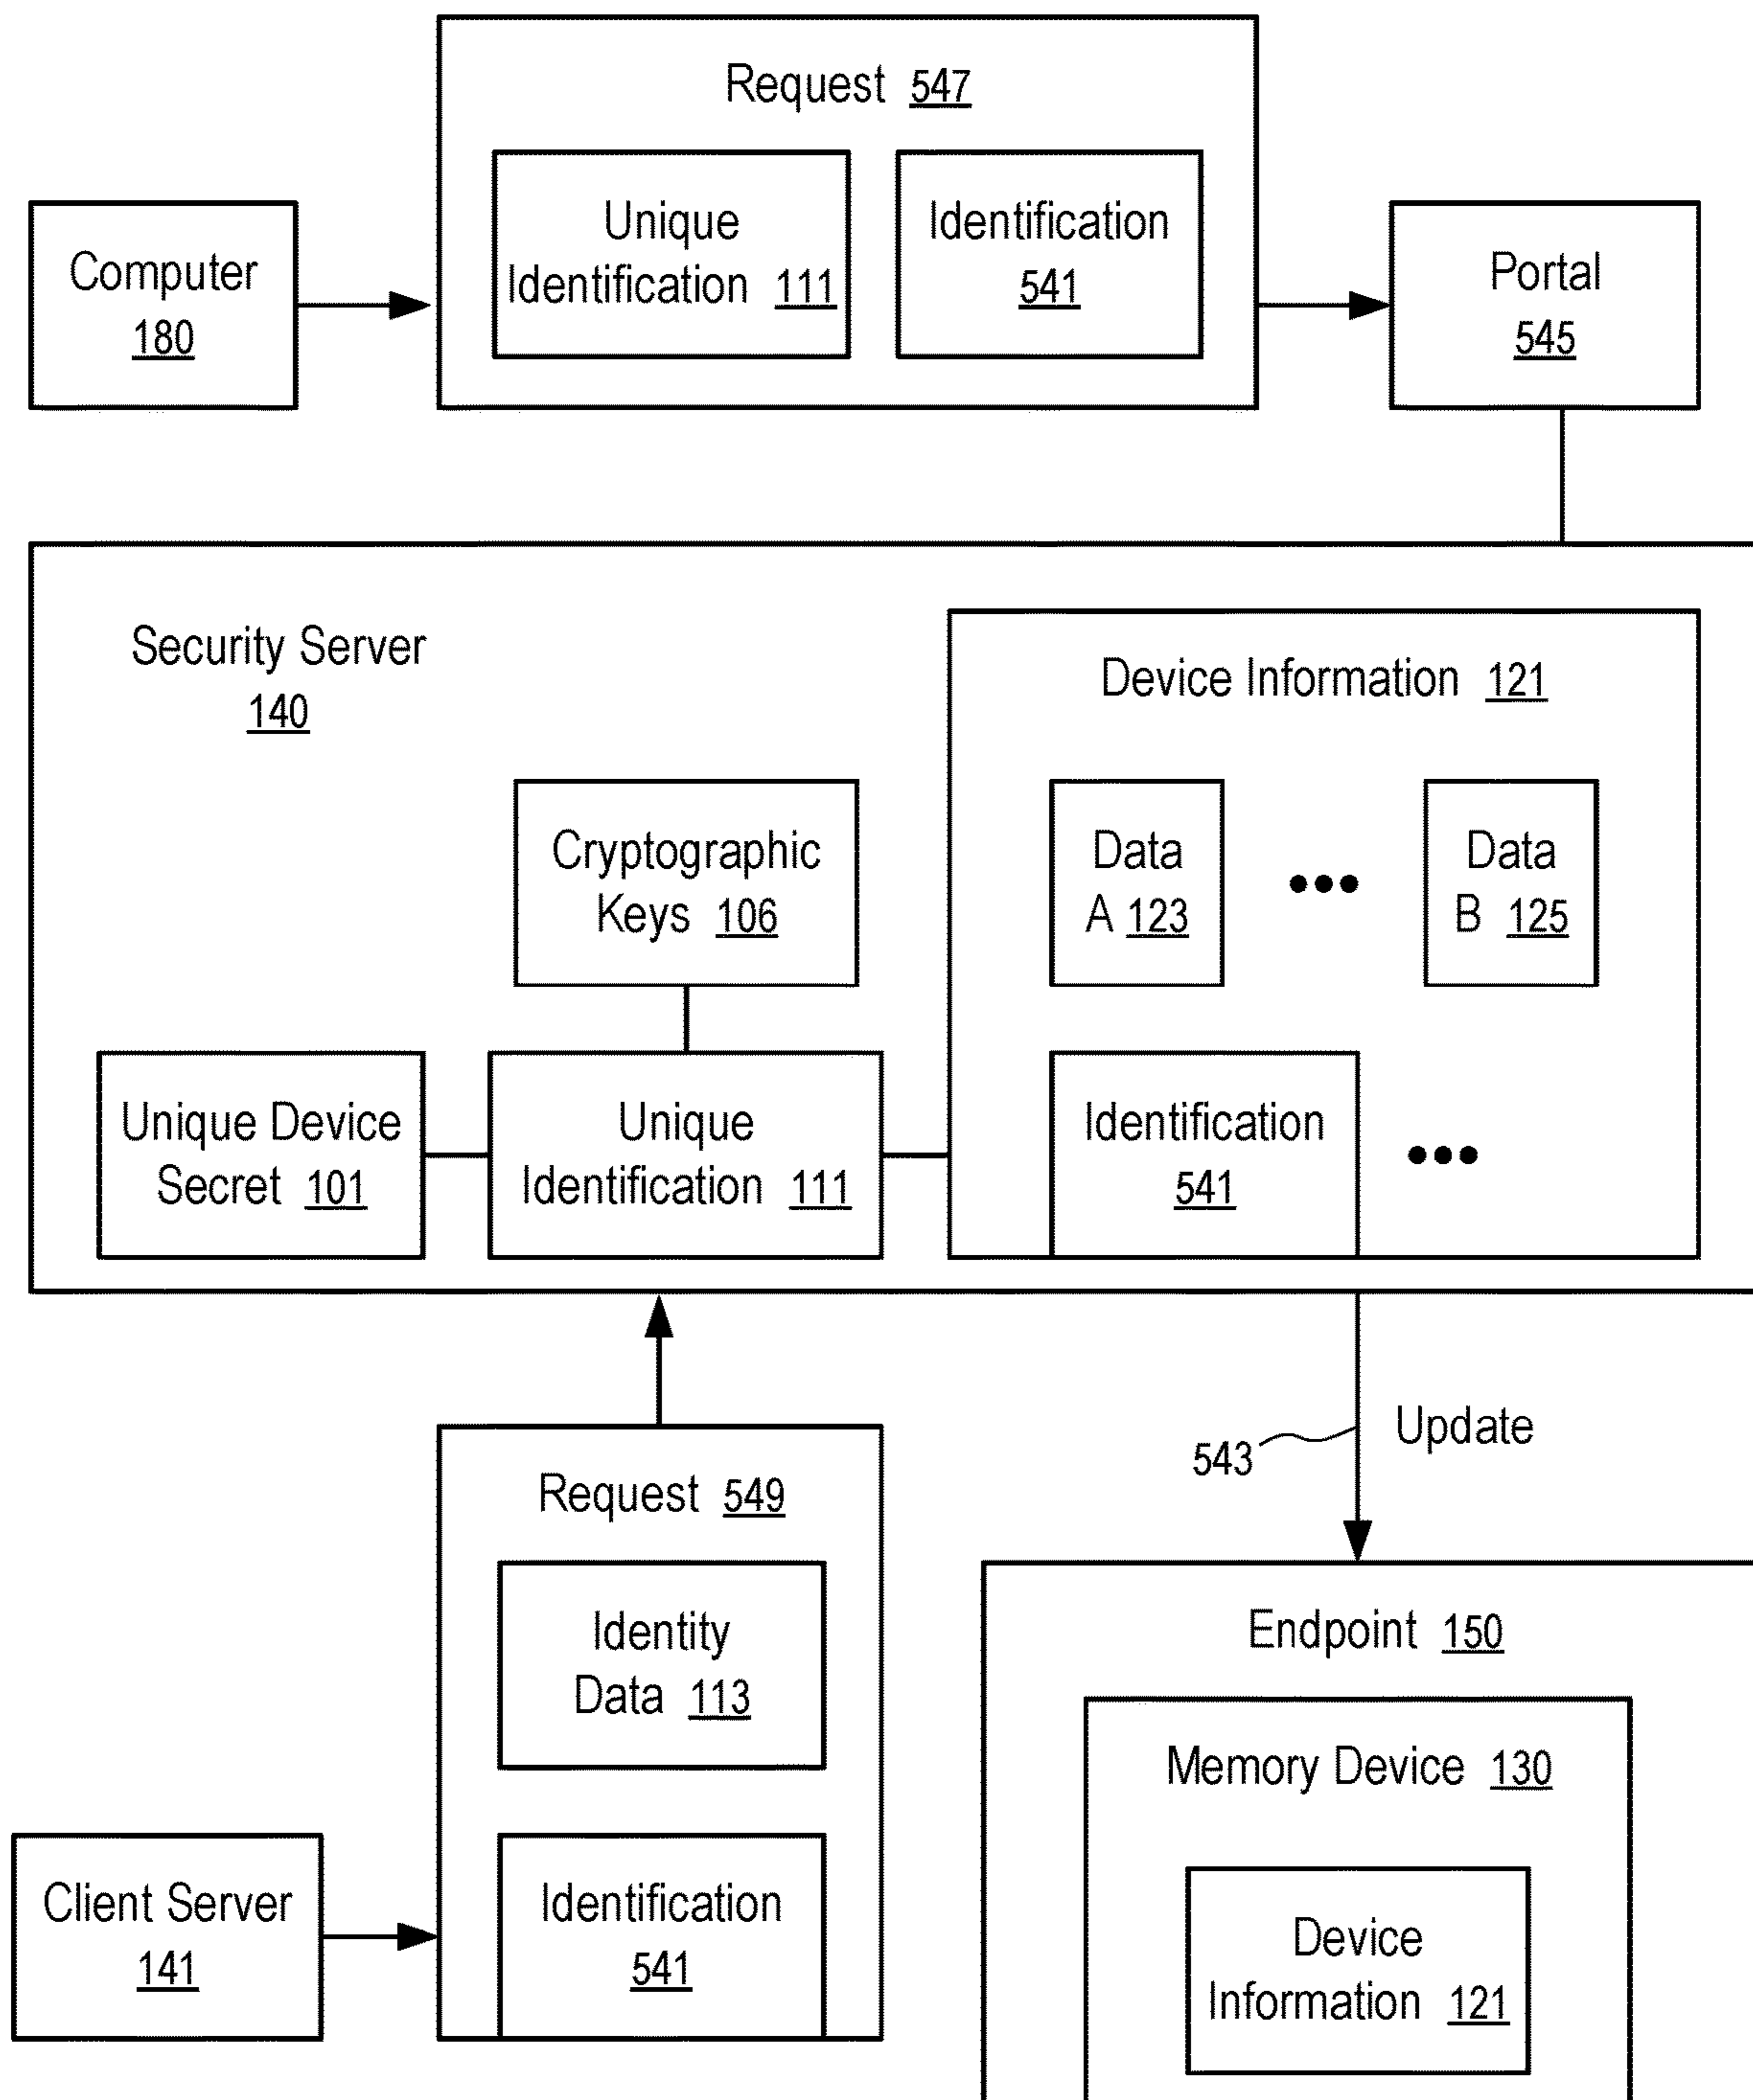 Request 547
Unique
Identification 111
Identification
541
Computer
180
Portal
545
Security Server
140
Device Information 121
Cryptographic
Keys 106
Data
A 123
Data
B 125
Unique Device
Secret 101
Unique
Identification 111
Identification
541
543
Update
Request 549
Identity
Data 113
Identification
541
Client Server
141
Endpoint 150
Memory Device 130
Device
Information 121